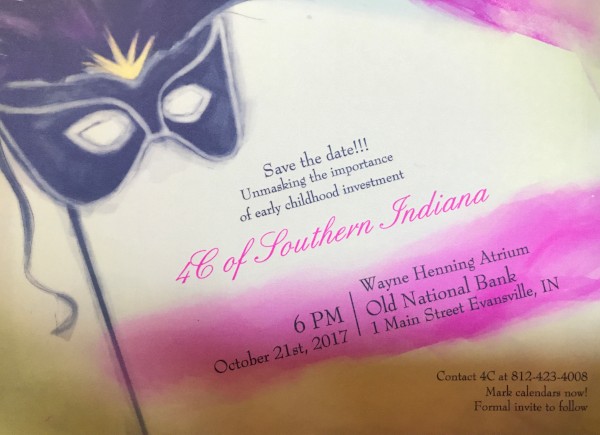 Save the date!!!
Unmasking the importance
of early childhood investment
4C of Southern Indiana
6 PM
October 21st, 2017
Wayne Henning Atrium
Old National Bank
1 Main Street Evansville, IN
Contact 4C at 812-423-4008
Mark calendars now!
Formal invite to follow